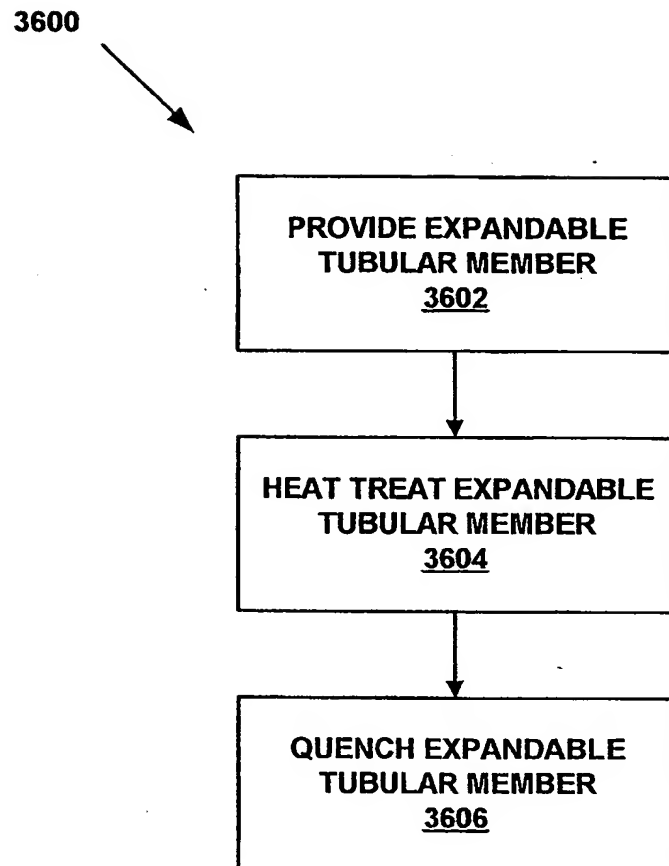 3600
PROVIDE EXPANDABLE
TUBULAR MEMBER
3602
HEAT TREAT EXPANDABLE
TUBULAR MEMBER
3604
QUENCH EXPANDABLE
TUBULAR MEMBER
3606